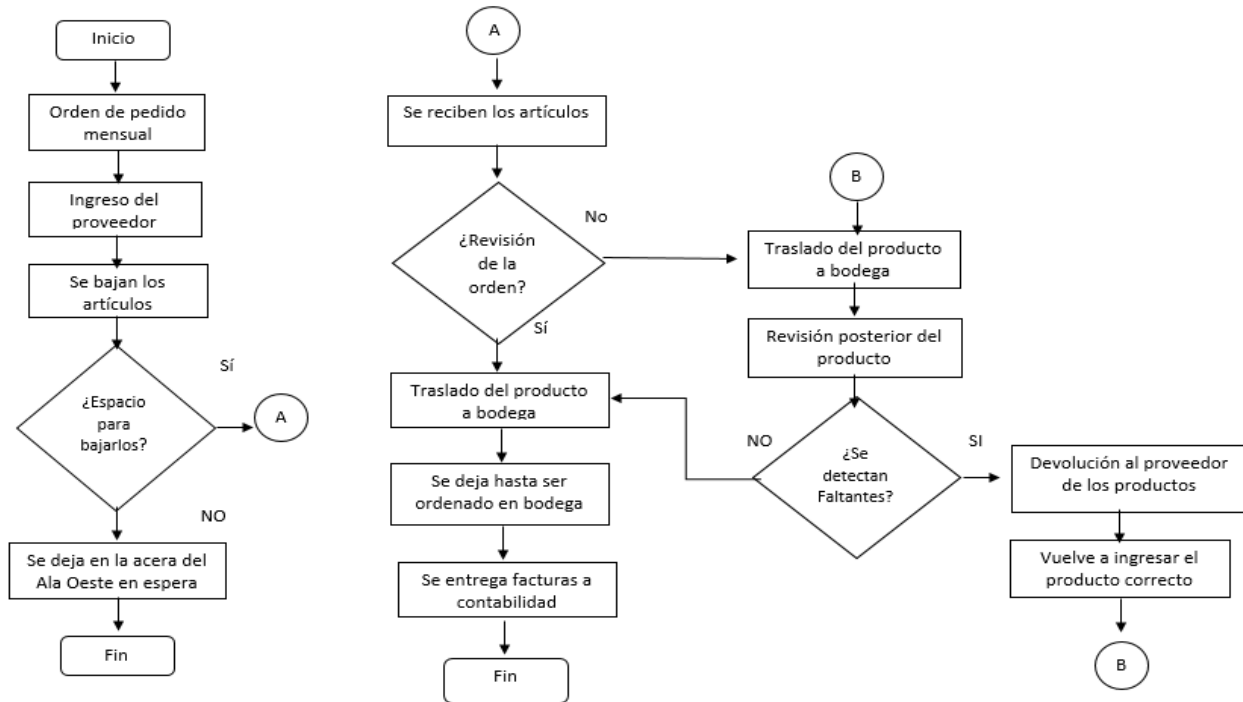 Inicio
Orden de pedido
mensual
Ingreso del
proveedor
Se bajan los
artículos
Sí
¿Espacio
para
bajarlos?
A
NO
Se deja en la acera del
Ala Oeste en espera
Fin
A
Se reciben los artículos
No
¿Revisión
de la
orden?
Sí
Traslado del producto
a bodega
Se deja hasta ser
ordenado en bodega
Se entrega facturas a
contabilidad
Fin
B
Traslado del producto
a bodega
Revisión posterior del
producto
NO
SI
¿Se
detectan
Faltantes?
Devolución al proveedor
de los productos
Vuelve a ingresar el
producto correcto
B